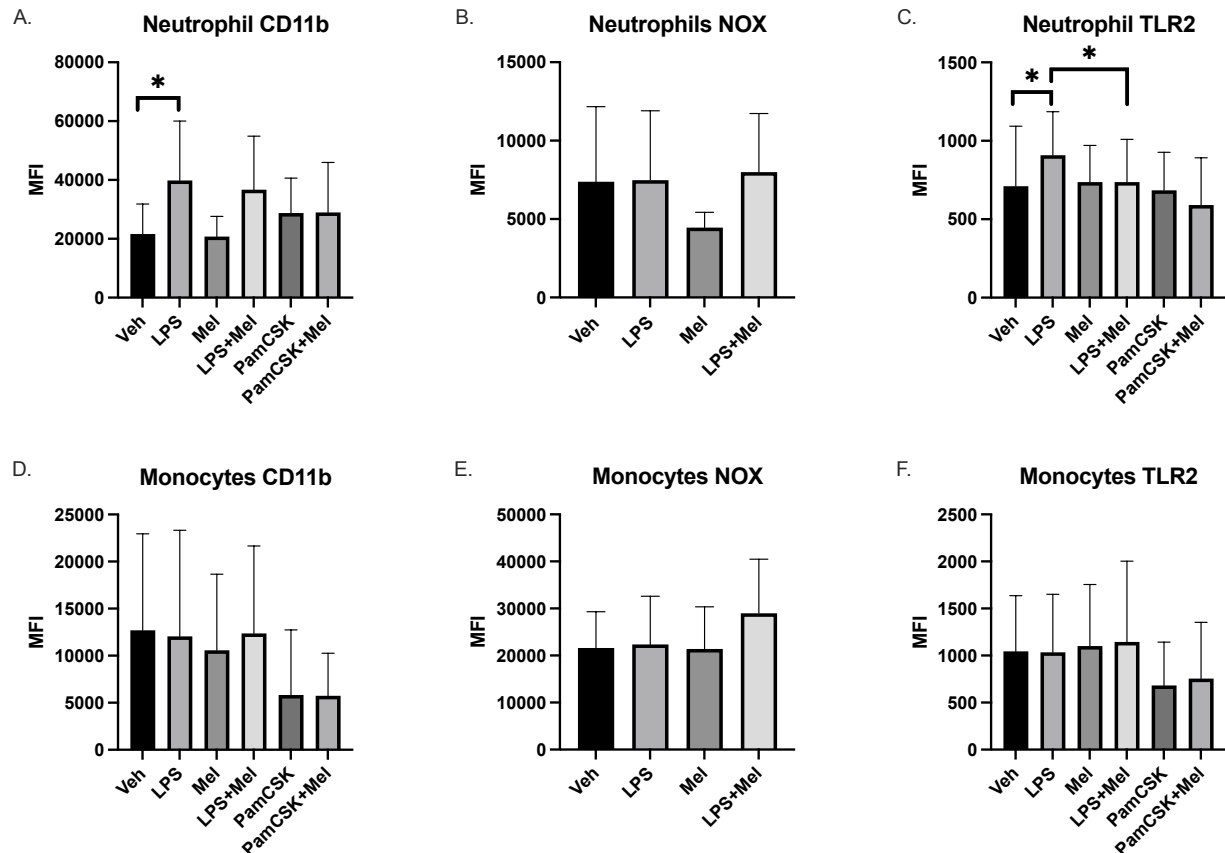 A.
Neutrophil CD11b
MFI
80000
60000
40000
20000
0
*
Veh
LPS
Mel
LPS+Mel
PamCSK
PamCSK+Mel
B.
Neutrophils NOX
MFI
15000
10000
5000
0
Veh
LPS
Mel
LPS+Mel
C.
Neutrophil TLR2
MFI
1500
1000
500
0
*
*
Veh
LPS
Mel
LPS+Mel
PamCSK
PamCSK+Mel
D.
Monocytes CD11b
MFI
25000
20000
15000
10000
5000
0
Veh
LPS
Mel
LPS+Mel
PamCSK
PamCSK+Mel
E.
Monocytes NOX
MFI
50000
40000
30000
20000
10000
0
Veh
LPS
Mel
LPS+Mel
F.
Monocytes TLR2
MFI
2500
2000
1500
1000
500
0
Veh
LPS
Mel
LPS+Mel
PamCSK
PamCSK+Mel